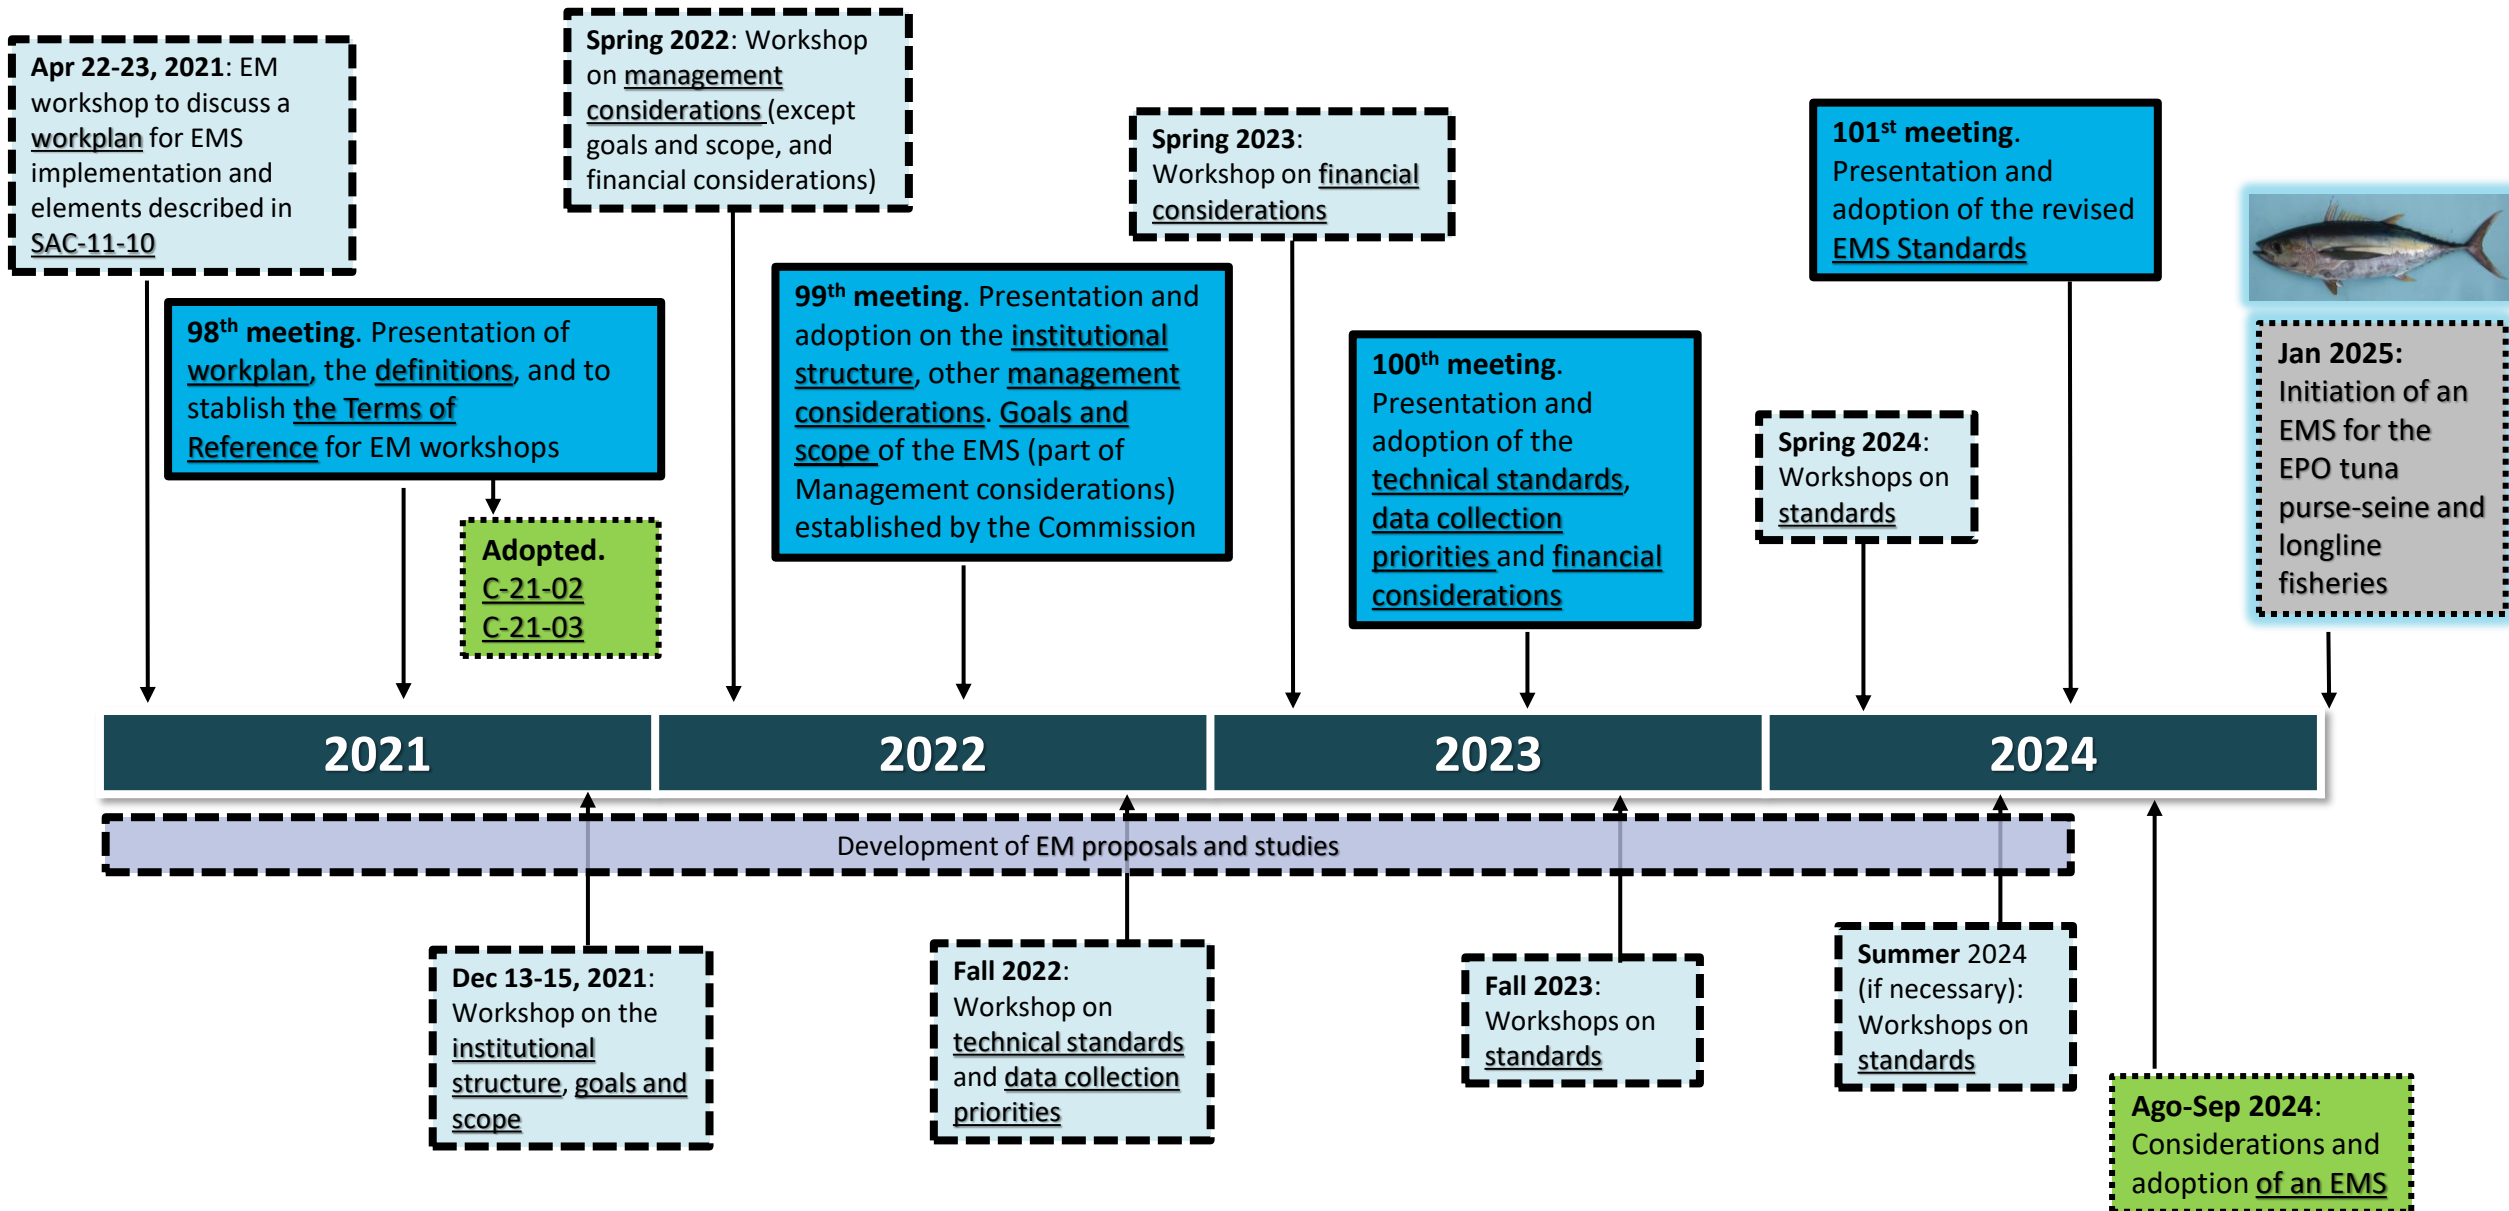 Apr 22-23, 2021: EM
workshop to discuss a
workplan for EMS
implementation and
elements described in
SAC-11-10
Spring 2022: Workshop
on management
considerations (except
goals and scope, and
financial considerations)
Spring 2023:
Workshop on financial
considerations
101st meeting.
Presentation and
adoption of the revised
EMS Standards
98th meeting. Presentation of
workplan, the definitions, and to
stablish the Terms of
Reference for EM workshops
Adopted.
C-21-02
C-21-03
99th meeting. Presentation and
adoption on the institutional
structure, other management
considerations. Goals and
scope of the EMS (part of
Management considerations)
established by the Commission
100th meeting.
Presentation and
adoption of the
technical standards,
data collection
priorities and financial
considerations
Spring 2024:
Workshops on
standards
Jan 2025:
Initiation of an
EMS for the
EPO tuna
purse-seine and
longline
fisheries
2021
2022
2023
2024
Development of EM proposals and studies
Dec 13-15, 2021:
Workshop on the
institutional
structure, goals and
scope
Fall 2022:
Workshop on
technical standards
and data collection
priorities
Fall 2023:
Workshops on
standards
Summer 2024
(if necessary):
Workshops on
standards
Ago-Sep 2024:
Considerations and
adoption of an EMS